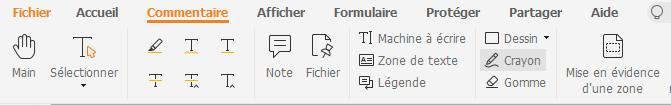 Fichier Accueil Commentaire Afficher Formulaire Protéger Partager Aide
Main
Sélectionner
Note
Fichier
Machine à écrire
Zone de texte
Légende
Dessin
Crayon
Gomme
Mise en évidence
d'une zone